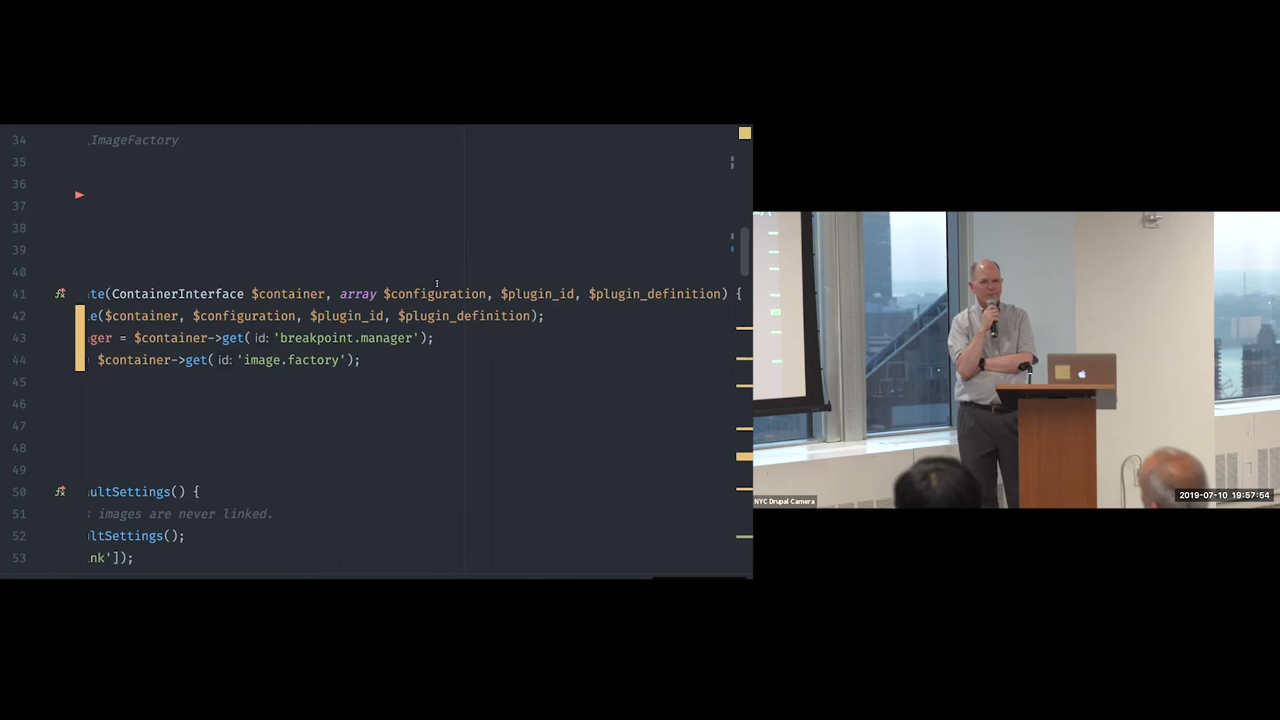 34 ImageFactory
35
36
37
38
39
40
41 te(ContainerInterface $container, array $configuration, $plugin_id, $plugin_definition) {
42 e($container, $configuration, $plugin_id, $plugin_definition);
43 ger = $container->get( id: 'breakpoint.manager');
44 $container->get( id: 'image.factory');
45
46
47
48
49
50 ultSettings() {
51 s images are never linked.
52 ultSettings();
53 nk']);
NYC Drupal Camera
2019-07-10 19:57:54